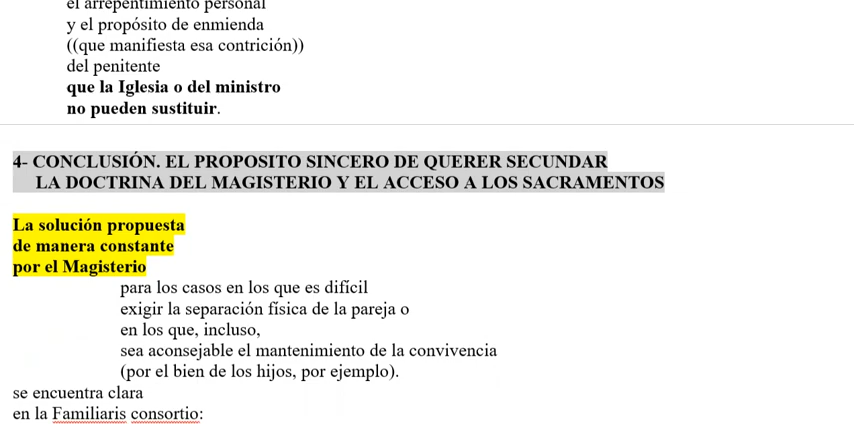 el arrepentimiento personal
y el propósito de enmienda
((que manifiesta esa contrición))
del penitente
que la Iglesia o del ministro
no pueden sustituir.
4- CONCLUSIÓN. EL PROPOSITO SINCERO DE QUERER SECUNDAR
LA DOCTRINA DEL MAGISTERIO Y EL ACCESO A LOS SACRAMENTOS
La solución propuesta
de manera constante
por el Magisterio
para los casos en los que es difícil
exigir la separación física de la pareja o
en los que, incluso,
sea aconsejable el mantenimiento de la convivencia
(por el bien de los hijos, por ejemplo).
se encuentra clara
en la Familiaris consortio: